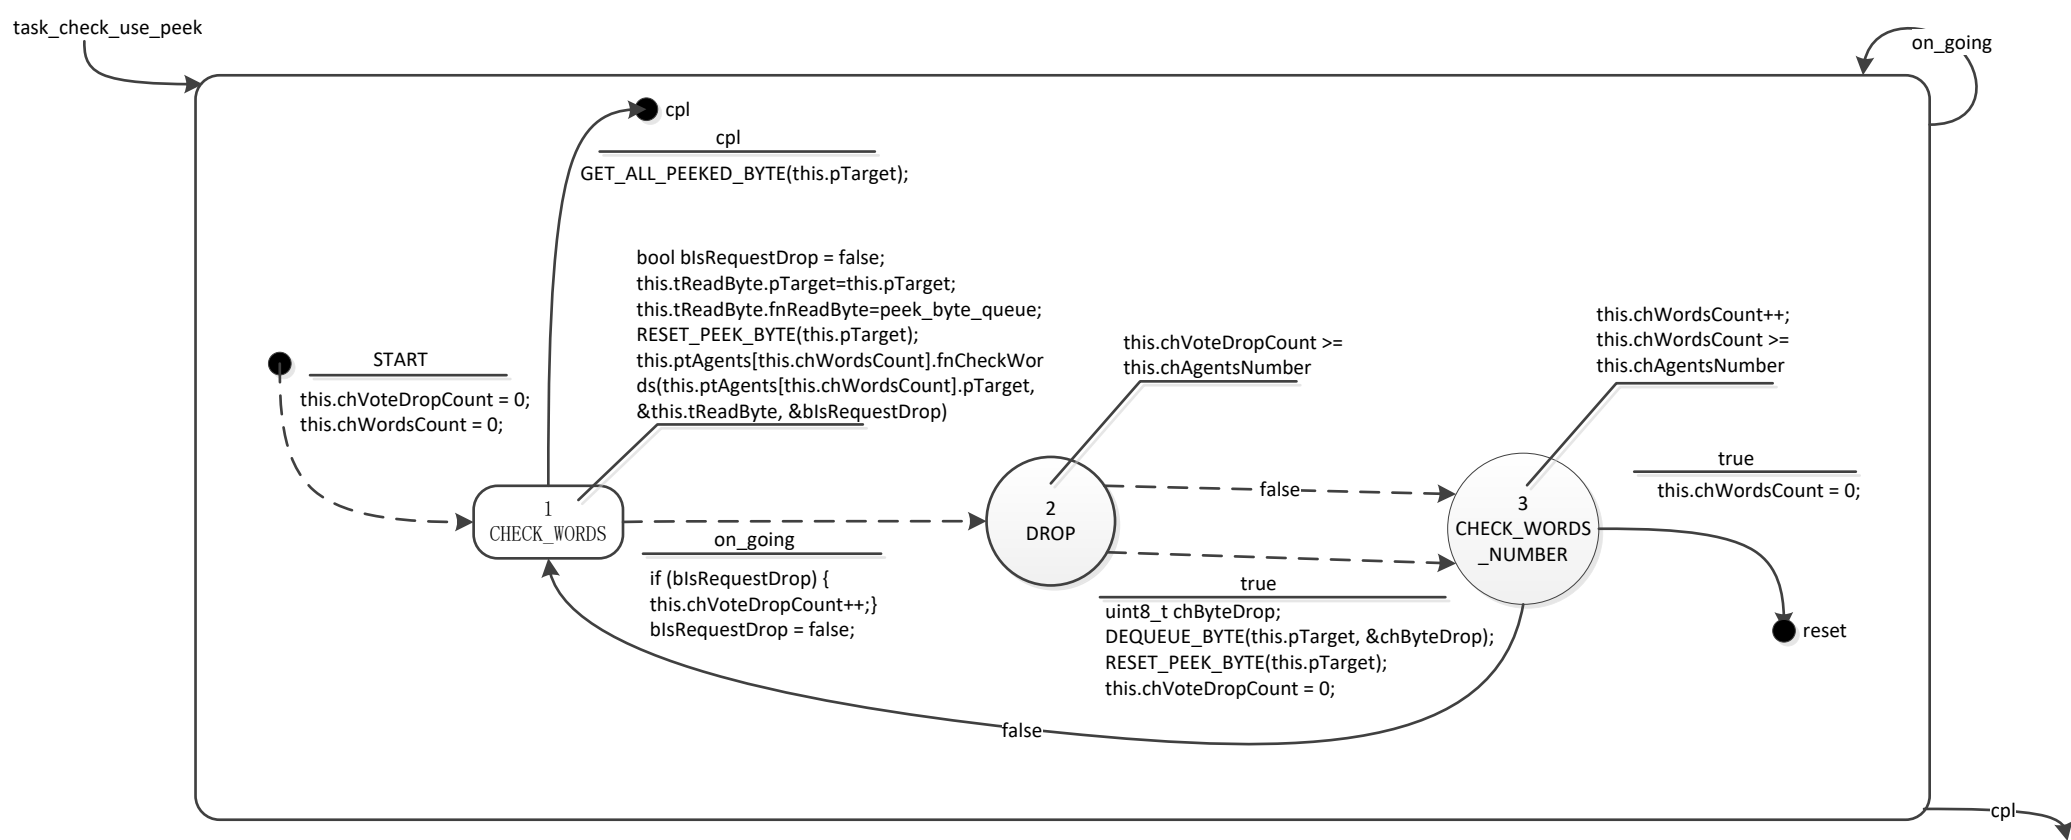 task_check_use_peek
on_going
cpl
cpl
GET_ALL_PEEKED_BYTE(this.pTarget);
bool bIsRequestDrop = false;
this.tReadByte.pTarget=this.pTarget;
this.tReadByte.fnReadByte=peek_byte_queue;
RESET_PEEK_BYTE(this.pTarget);
this.ptAgents[this.chWordsCount].fnCheckWor
ds(this.ptAgents[this.chWordsCount].pTarget,
&this.tReadByte, &bIsRequestDrop)
START
this.chVoteDropCount = 0;
this.chWordsCount = 0;
this.chVoteDropCount >=
this.chAgentsNumber
this.chWordsCount++;
this.chWordsCount >=
this.chAgentsNumber
1
CHECK_WORDS
on_going
if (bIsRequestDrop) {
this.chVoteDropCount++;}
bIsRequestDrop = false;
2
DROP
false
true
uint8_t chByteDrop;
DEQUEUE_BYTE(this.pTarget, &chByteDrop);
RESET_PEEK_BYTE(this.pTarget);
this.chVoteDropCount = 0;
3
CHECK_WORDS
_NUMBER
true
this.chWordsCount = 0;
reset
false
cpl